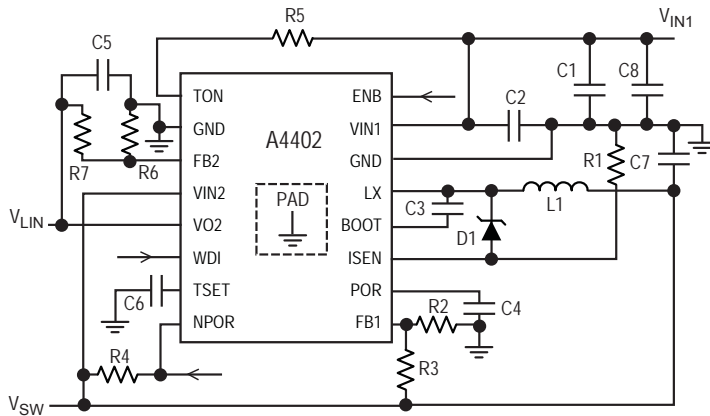 R5
V_IN1
C5
C1
C8
TON
ENB
C2
GND
A4402
VIN1
R7
R6
FB2
GND
R1
C7
VIN2
PAD
LX
C3
L1
V_LIN
VO2
BOOT
D1
WDI
ISEN
C6
TSET
POR
R2
C4
NPOR
FB1
R4
R3
V_SW